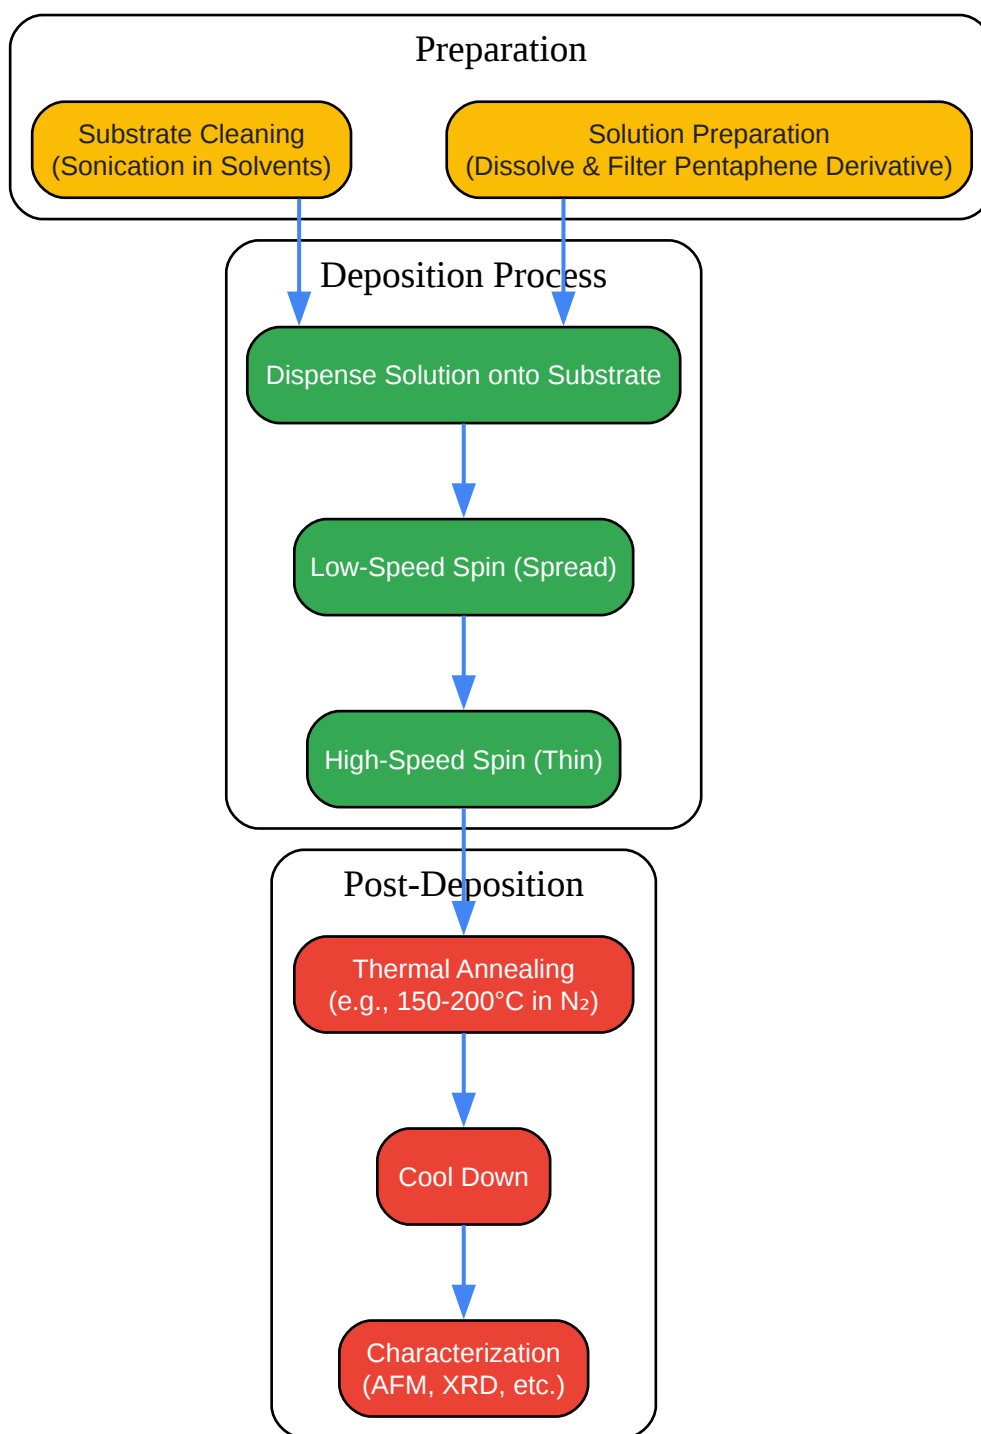 Preparation
Substrate Cleaning
(Sonication in Solvents)
Solution Preparation
(Dissolve & Filter Pentaphene Derivative)
Deposition Process
Dispense Solution onto Substrate
Low-Speed Spin (Spread)
High-Speed Spin (Thin)
Post-Deposition
Thermal Annealing
(e.g., 150-200°C in N₂)
Cool Down
Characterization
(AFM, XRD, etc.)